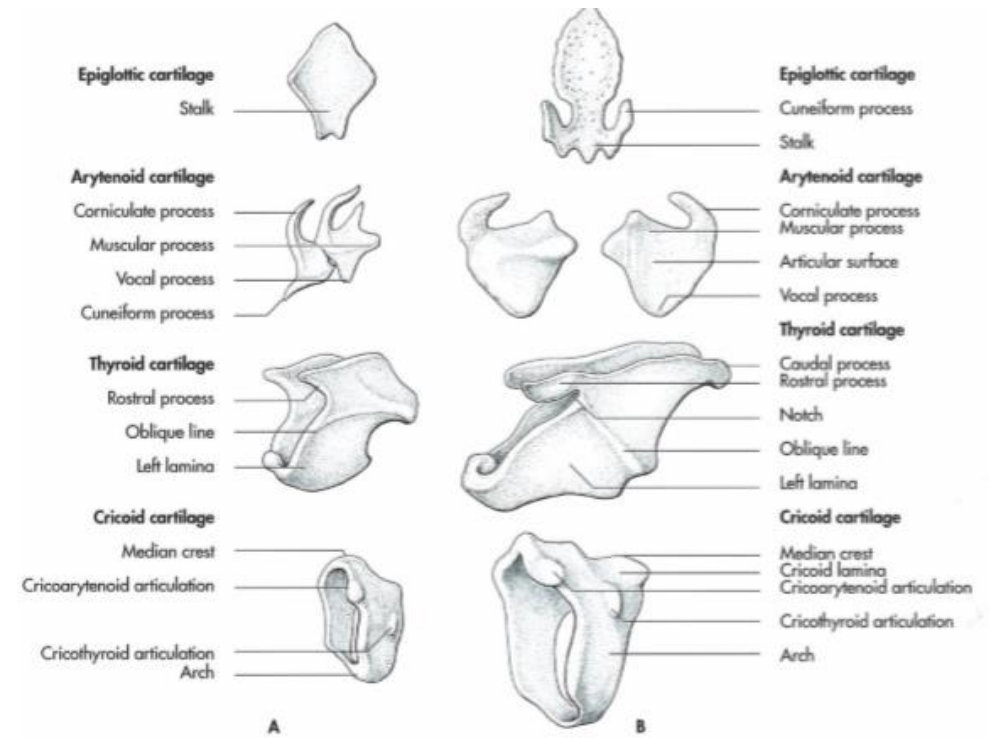 Epiglottic cartilage
Stalk
Arytenoid cartilage
Corniculate process
Muscular process
Vocal process
Cuneiform process
Thyroid cartilage
Rostral process
Oblique line
Left lamina
Cricoid cartilage
Median crest
Cricoarytenoid articulation
Cricothyroid articulation
Arch
A
Epiglottic cartilage
Cuneiform process
Stalk
Arytenoid cartilage
Corniculate process
Muscular process
Articular surface
Vocal process
Thyroid cartilage
Caudal process
Rostral process
Notch
Oblique line
Left lamina
Cricoid cartilage
Median crest
Cricoid lamina
Cricoarytenoid articulation
Cricothyroid articulation
Arch
B